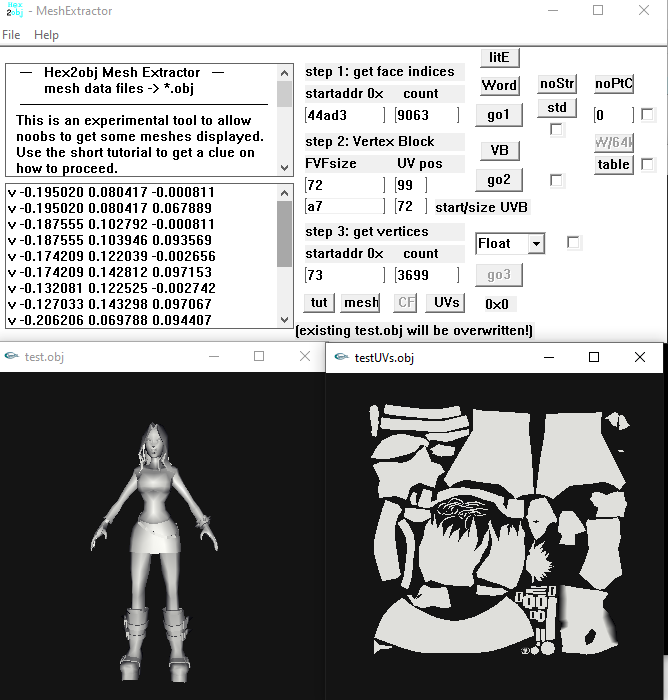 Hex
2obj
- MeshExtractor
File Help
— Hex2obj Mesh Extractor —
mesh data files -> *.obj
This is an experimental tool to allow
noobs to get some meshes displayed.
Use the short tutorial to get a clue on
how to proceed.
v -0.195020 0.080417 -0.000811
v -0.195020 0.080417 0.067889
v -0.187555 0.102792 -0.000811
v -0.187555 0.103946 0.093569
v -0.174209 0.122039 -0.002656
v -0.174209 0.142812 0.097153
v -0.132081 0.122525 -0.002742
v -0.127033 0.143298 0.097067
v -0.206206 0.069788 0.094407
step 1: get face indices
startaddr 0x count
44ad3 9063
step 2: Vertex Block
FVFsize UV pos
72 99
a7 72 start/size UVB
step 3: get vertices
startaddr 0x count
73 3699
tut mesh CF UVs 0x0
(existing test.obj will be overwritten!)
litE
Word
go1
VB
go2
Float
go3
noStr
std
noPtC
0
table
test.obj
testUVs.obj